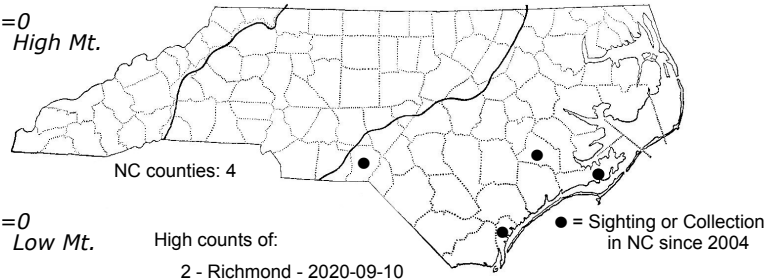 =0
High Mt.
NC counties: 4
=0
Low Mt.
High counts of:
2 - Richmond - 2020-09-10
● = Sighting or Collection
in NC since 2004